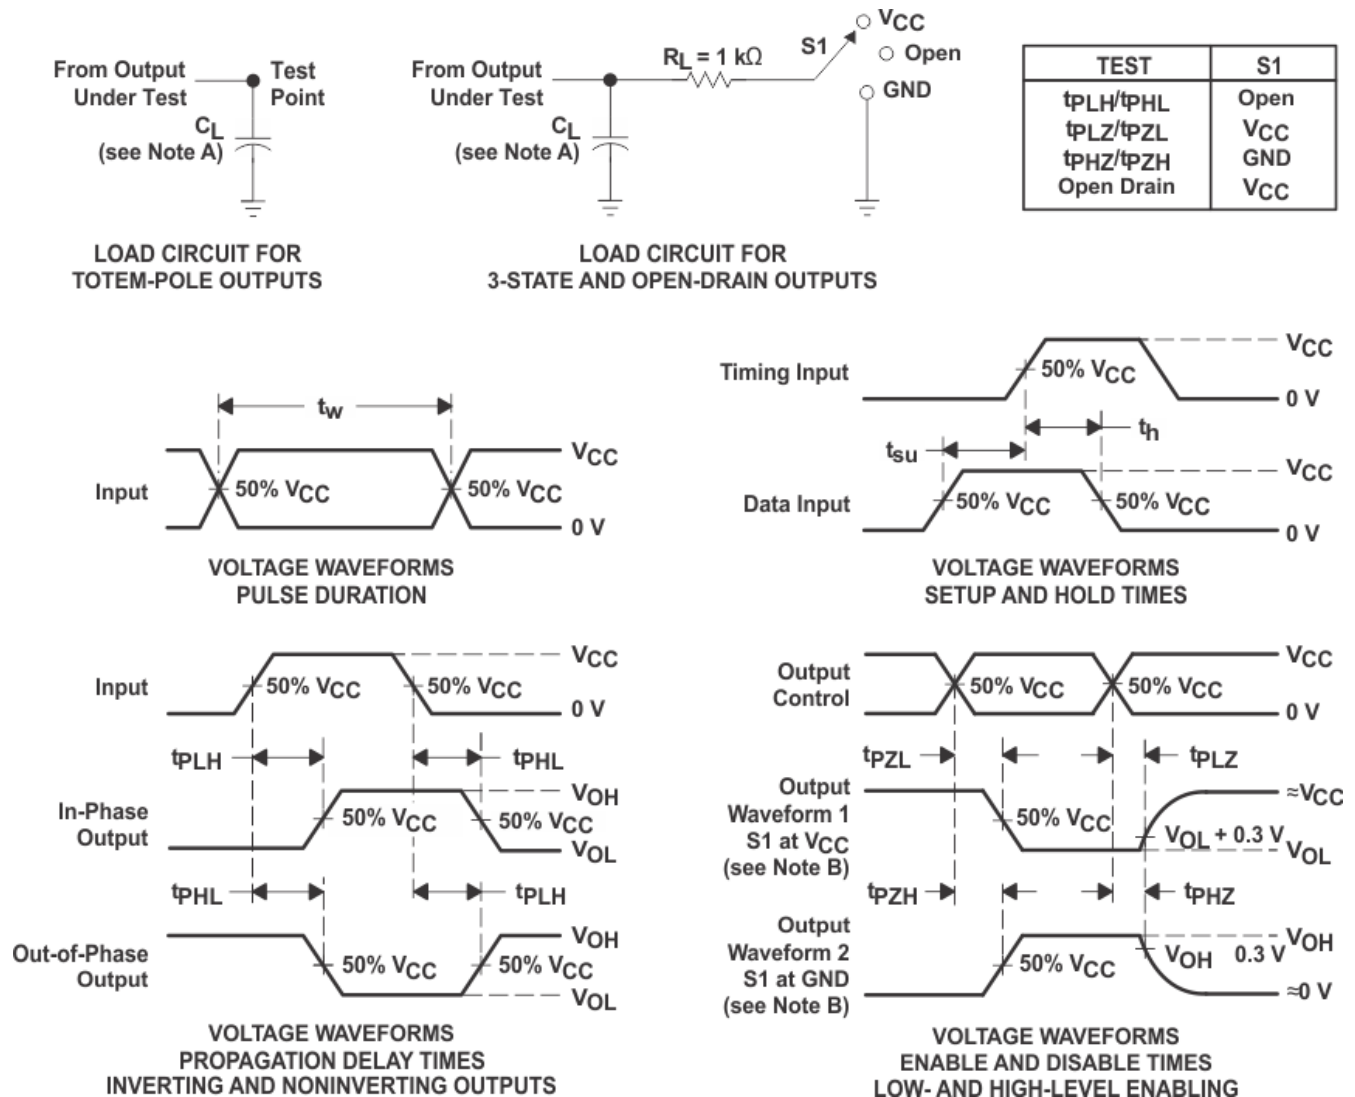 From Output
Under Test
Test
Point
CL
(see Note A)
LOAD CIRCUIT FOR
TOTEM-POLE OUTPUTS
From Output
Under Test
CL
(see Note A)
RL = 1 kΩ
S1
VCC
Open
GND
LOAD CIRCUIT FOR
3-STATE AND OPEN-DRAIN OUTPUTS
TEST S1
tPLH/tPHL Open
tPLZ/tPZL VCC
tPHZ/tPZH GND
Open Drain VCC
tw
Input
50% VCC
50% VCC
VCC
0 V
VOLTAGE WAVEFORMS
PULSE DURATION
Timing Input
50% VCC
VCC
0 V
tsu
th
Data Input
50% VCC
50% VCC
VCC
0 V
VOLTAGE WAVEFORMS
SETUP AND HOLD TIMES
Input
50% VCC
50% VCC
VCC
0 V
tPLH
tPHL
In-Phase
Output
50% VCC
50% VCC
VOH
VOL
tPHL
tPLH
Out-of-Phase
Output
50% VCC
50% VCC
VOH
VOL
VOLTAGE WAVEFORMS
PROPAGATION DELAY TIMES
INVERTING AND NONINVERTING OUTPUTS
Output
Control
50% VCC
50% VCC
VCC
0 V
tPZL
tPLZ
Output
Waveform 1
S1 at VCC
(see Note B)
50% VCC
VOL + 0.3 V
≈VCC
VOL
tPZH
tPHZ
Output
Waveform 2
S1 at GND
(see Note B)
50% VCC
VOH 0.3 V
VOH
≈0 V
VOLTAGE WAVEFORMS
ENABLE AND DISABLE TIMES
LOW- AND HIGH-LEVEL ENABLING